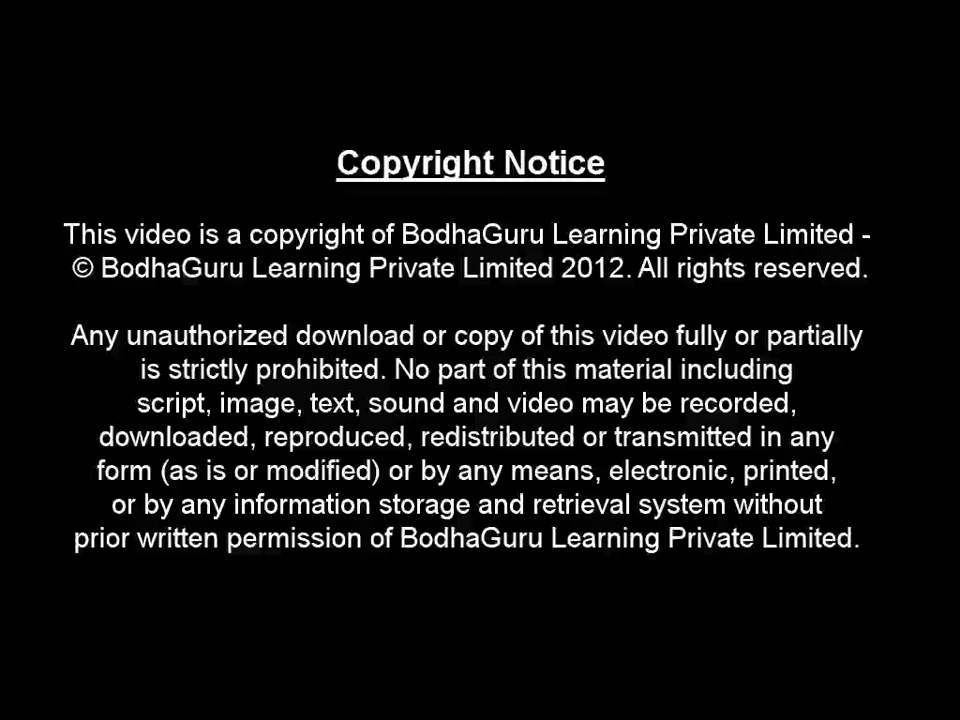 Copyright Notice
This video is a copyright of BodhaGuru Learning Private Limited -
© BodhaGuru Learning Private Limited 2012. All rights reserved.
Any unauthorized download or copy of this video fully or partially
is strictly prohibited. No part of this material including
script, image, text, sound and video may be recorded,
downloaded, reproduced, redistributed or transmitted in any
form (as is or modified) or by any means, electronic, printed,
or by any information storage and retrieval system without
prior written permission of BodhaGuru Learning Private Limited.